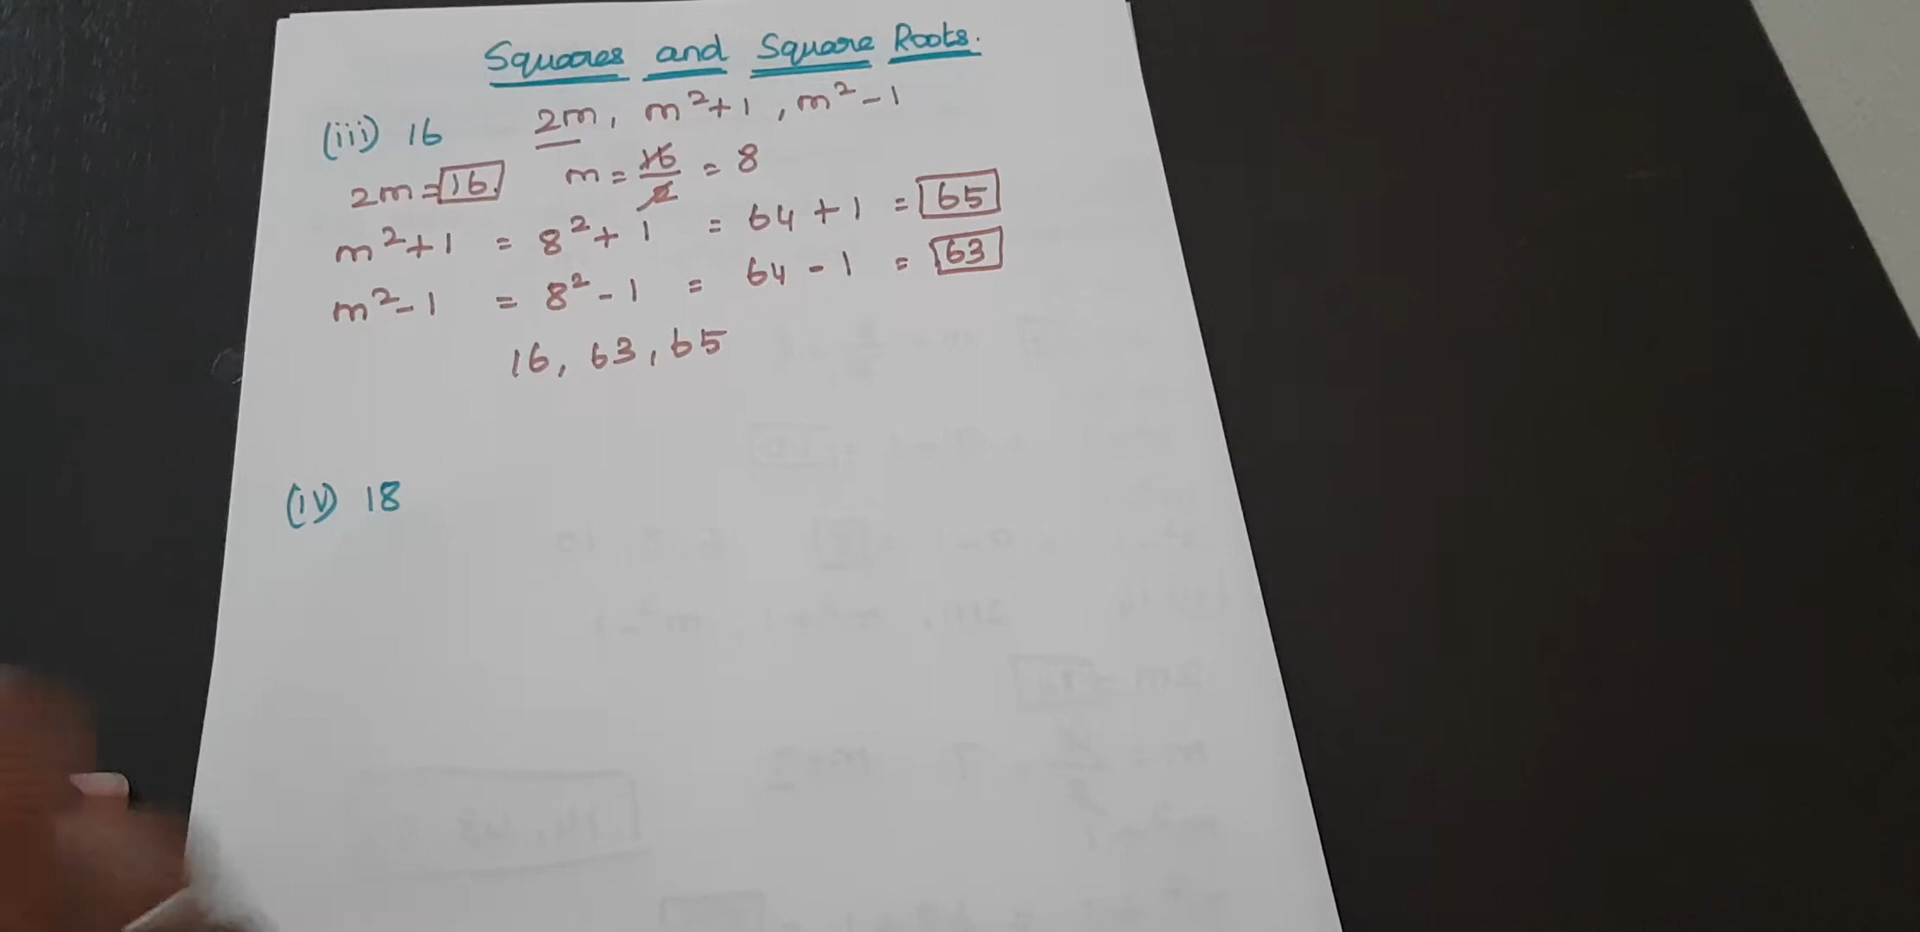 Squares and Square Roots.
(iii) 16 2m, m²+1, m²-1
2m = 16. m = 16/2 = 8
m²+1 = 8²+1 = 64+1 = 65
m²-1 = 8²-1 = 64-1 = 63
16, 63, 65
(iv) 18